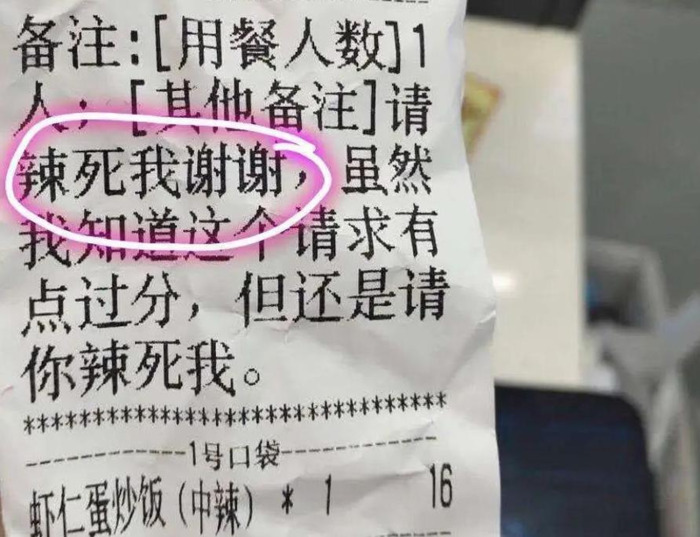 备注:[用餐人数]1
人; [其他备注]请
辣死我谢谢,虽然
我知道这个请求有
点过分,但还是请
你辣死我。
********************************
----------1号口袋----------
虾仁蛋炒饭(中辣) * 1 16